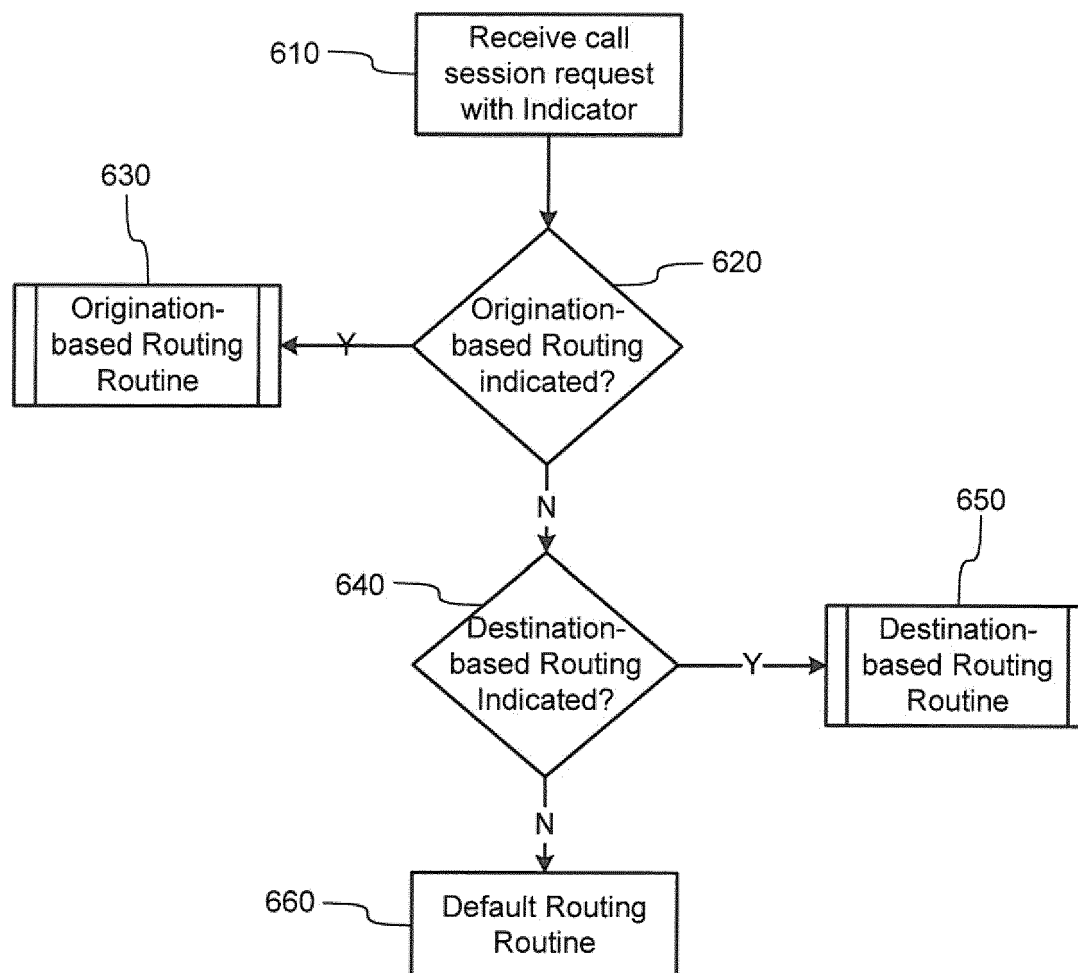 610
Receive call
session request
with Indicator
630
620
Origination-
based Routing
Routine
Y
Origination-
based Routing
indicated?
N
650
640
Destination-
based Routing
Indicated?
Y
Destination-
based Routing
Routine
N
660
Default Routing
Routine